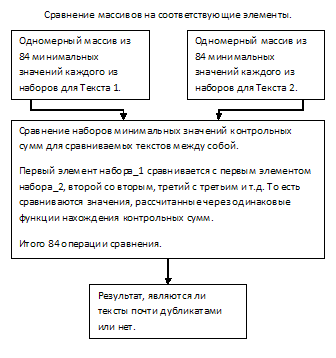 Сравнение массивов на соответствующие элементы.
Одномерный массив из
84 минимальных
значений каждого из
наборов для Текста 1.
Одномерный массив из
84 минимальных
значений каждого из
наборов для Текста 2.
Сравнение наборов минимальных значений контрольных
сумм для сравниваемых текстов между собой.
Первый элемент набора_1 сравнивается с первым элементом
набора_2, второй со вторым, третий с третьим и т.д. То есть
сравниваются значения, рассчитанные через одинаковые
функции нахождения контрольных сумм.
Итого 84 операции сравнения.
Результат, являются ли
тексты почти дубликатами
или нет.